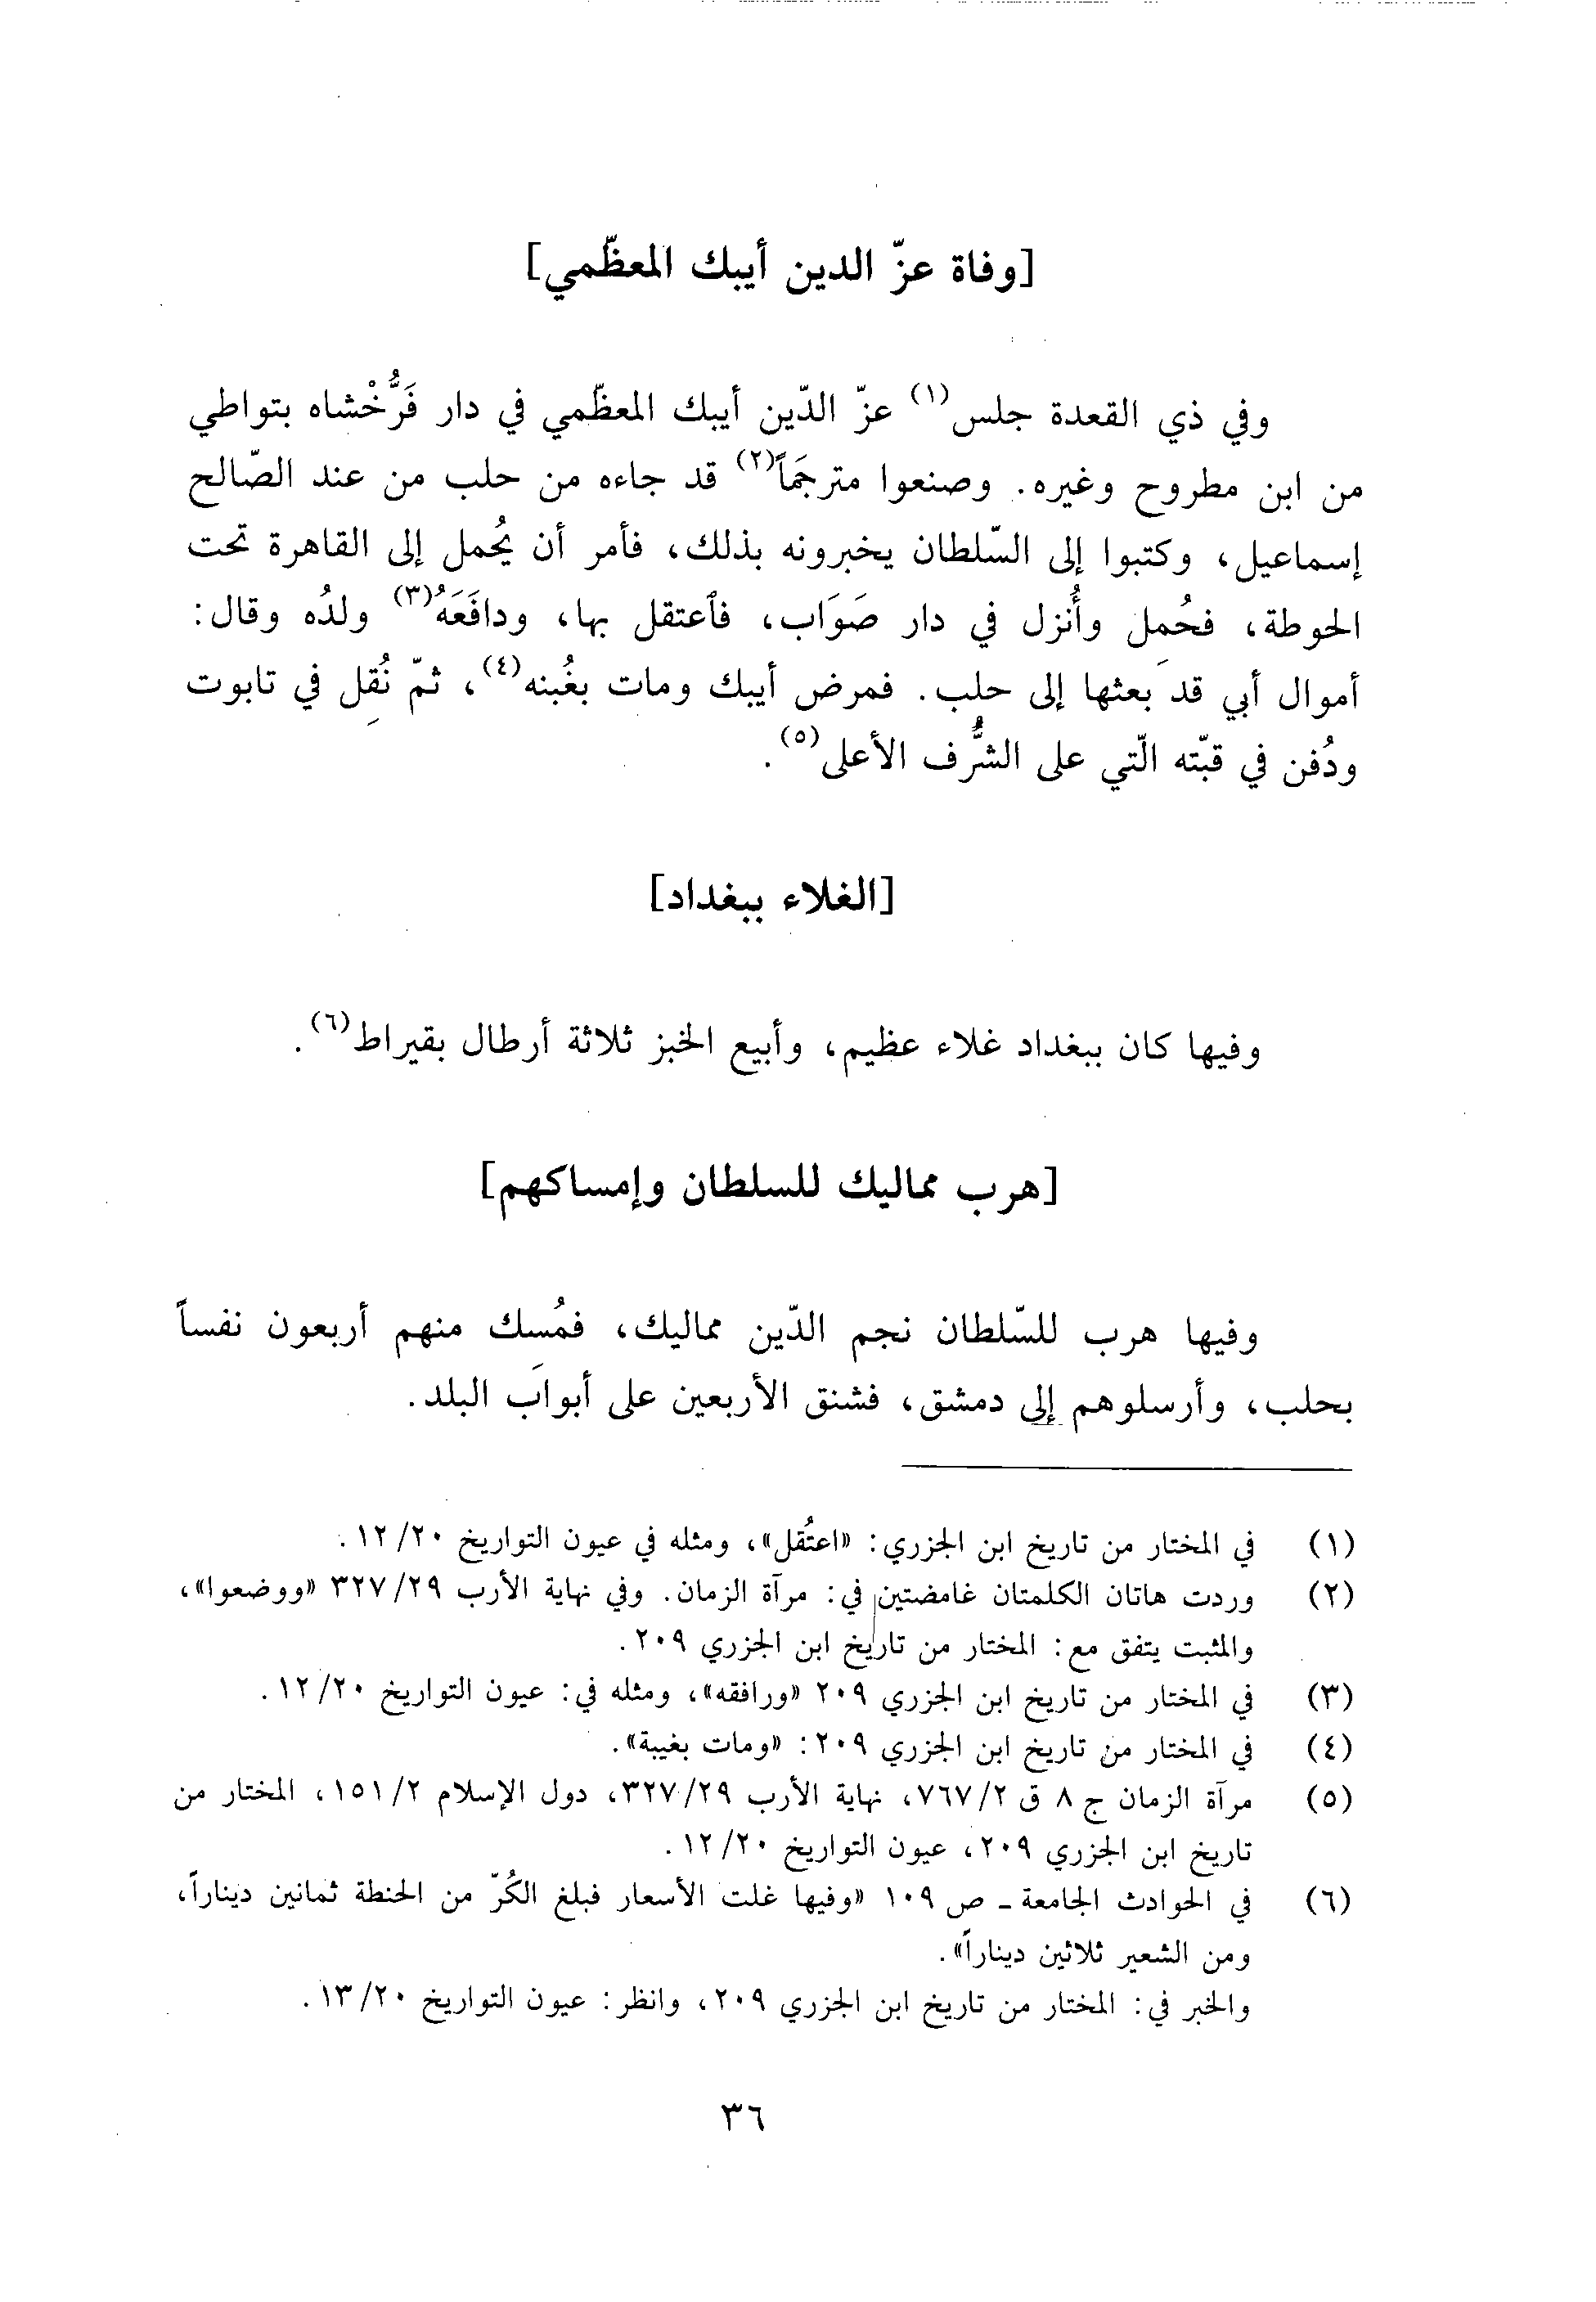 [وفاة عزّ الدين أيبك المعظّمي]
وفي ذي القعدة جلس(١) عزّ الدّين أيبك المعظّمي في دار فَرُّخْشاه بتواطي
من ابن مطروح وغيره. وصنعوا مترجَماً(٢) قد جاءه من حلب من عند الصّالح
إسماعيل، وكتبوا إلى السّلطان يخبرونه بذلك، فأمر أن يُحمل إلى القاهرة تحت
الحوطة، فحُمِل وأُنزل في دار صَوَاب، فٱعتقل بها، ودافَعَهُ(٣) ولدُه وقال:
أموال أبي قد بعثها إلى حلب. فمرض أيبك ومات بغُبنه(٤)، ثمّ نُقِل في تابوت
ودُفن في قبّته الّتي على الشُّرف الأعلى(٥).
[الغلاء ببغداد]
وفيها كان ببغداد غلاء عظيم، وأبيع الخبز ثلاثة أرطال بقيراط(٦).
[هرب مماليك للسلطان وإمساكهم]
وفيها هرب للسّلطان نجم الدّين مماليك، فمُسك منهم أربعون نفساً
بحلب، وأرسلوهم إلى دمشق، فشنق الأربعين على أبوابَ البلد.
(١) في المختار من تاريخ ابن الجزري: «اعتُقل»، ومثله في عيون التواريخ ١٢/٢٠.
(٢) وردت هاتان الكلمتان غامضتين في: مرآة الزمان. وفي نهاية الأرب ٣٢٧/٢٩ «ووضعوا»،
والمثبت يتفق مع: المختار من تاريخ ابن الجزري ٢٠٩.
(٣) في المختار من تاريخ ابن الجزري ٢٠٩ «ورافقه»، ومثله في: عيون التواريخ ١٢/٢٠.
(٤) في المختار من تاريخ ابن الجزري ٢٠٩: «ومات بغيبة».
(٥) مرآة الزمان ج ٨ ق ٧٦٧/٢، نهاية الأرب ٣٢٧/٢٩، دول الإسلام ١٥١/٢، المختار من
تاريخ ابن الجزري ٢٠٩، عيون التواريخ ١٢/٢٠.
(٦) في الحوادث الجامعة ـ ص ١٠٩ «وفيها غلت الأسعار فبلغ الكُرّ من الحنطة ثمانين ديناراً،
ومن الشعير ثلاثين ديناراً».
والخبر في: المختار من تاريخ ابن الجزري ٢٠٩، وانظر: عيون التواريخ ١٣/٢٠.
٣٦